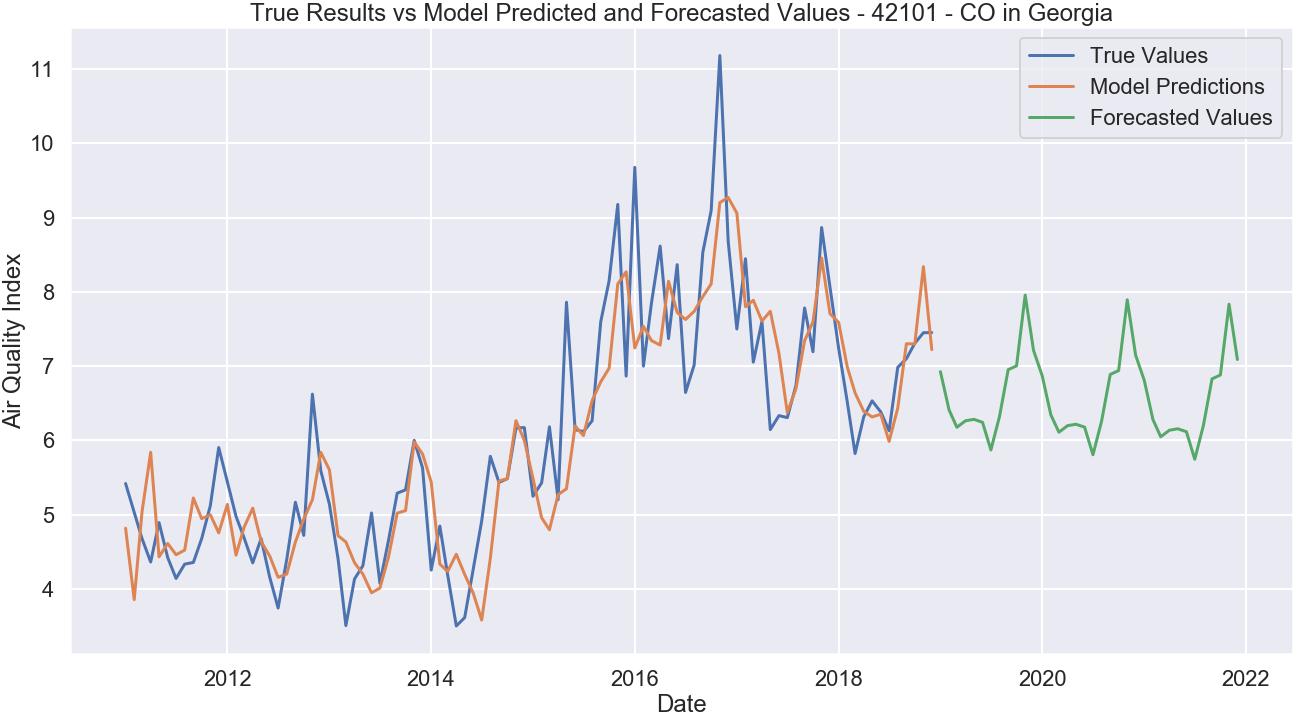 True Results vs Model Predicted and Forecasted Values - 42101 - CO in Georgia
True Values
Model Predictions
Forecasted Values
Air Quality Index
11
10
9
8
7
6
5
4
2012
2014
2016
2018
2020
2022
Date